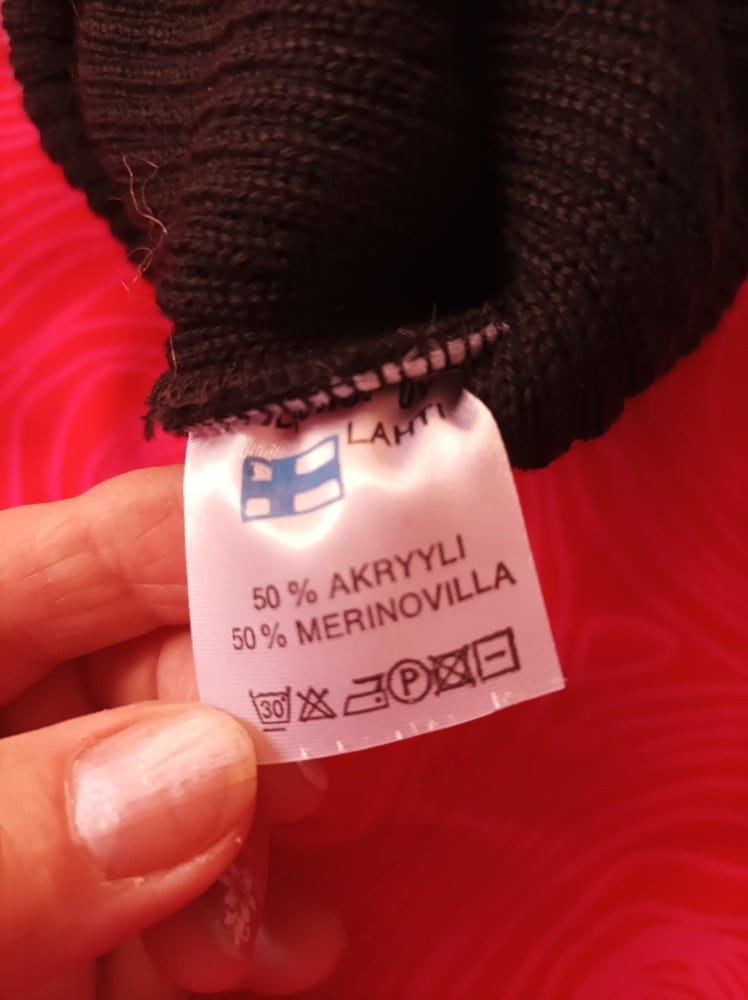 LAHTI
50 % AKRYYLI
50 % MERINOVILLA
30° P